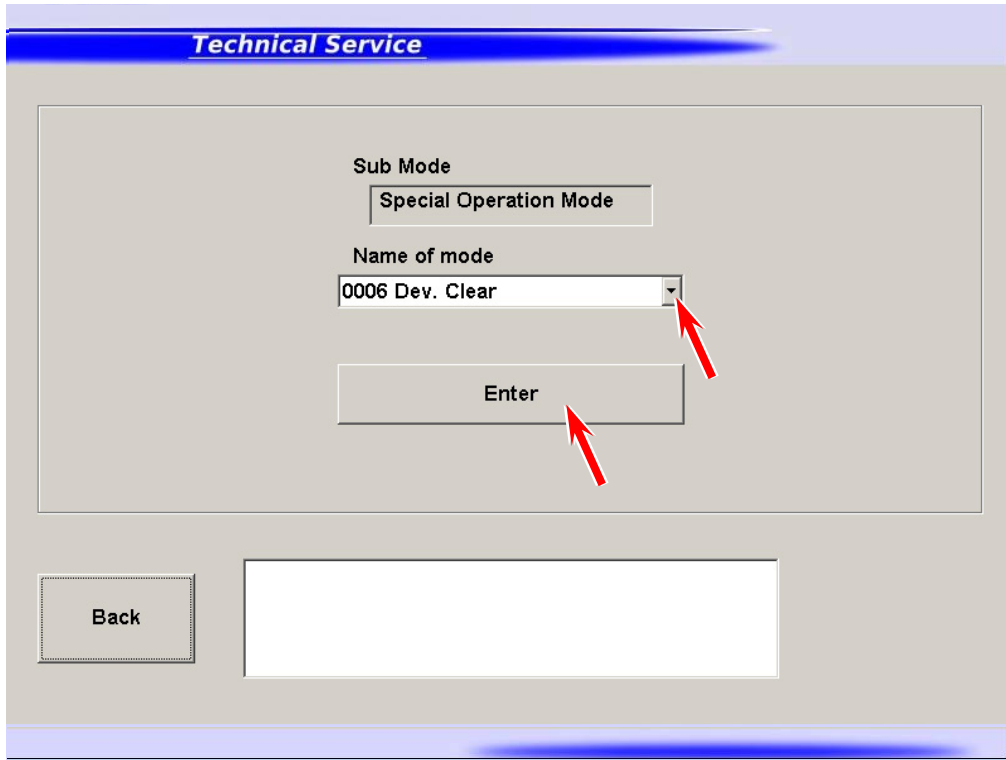 Technical Service
Sub Mode
Special Operation Mode
Name of mode
0006 Dev. Clear
Enter
Back